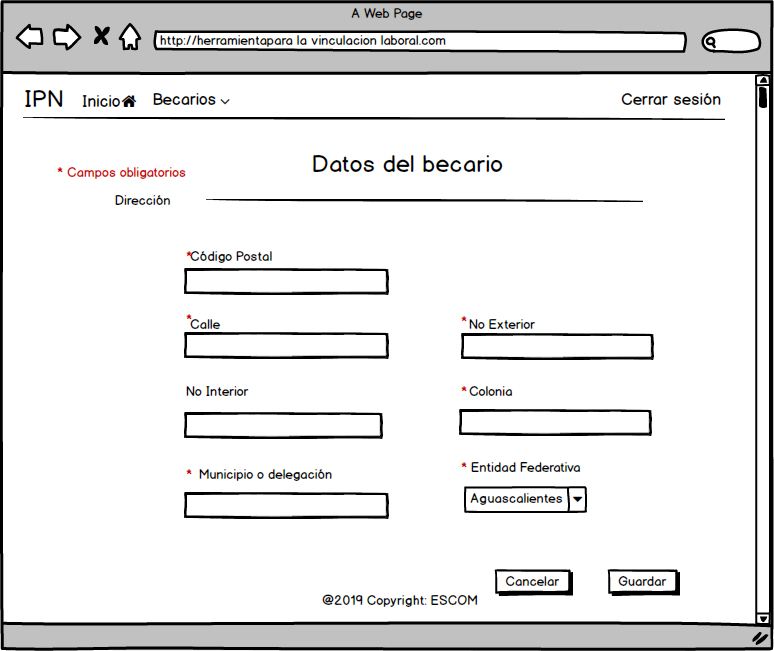 A Web Page
http://herramientapara la vinculacion laboral.com
IPN Inicio Becarios Cerrar sesión
Datos del becario
* Campos obligatorios
Dirección
*Código Postal
*Calle * No Exterior
No Interior * Colonia
* Municipio o delegación * Entidad Federativa
Aguascalientes
Cancelar Guardar
@2019 Copyright: ESCOM